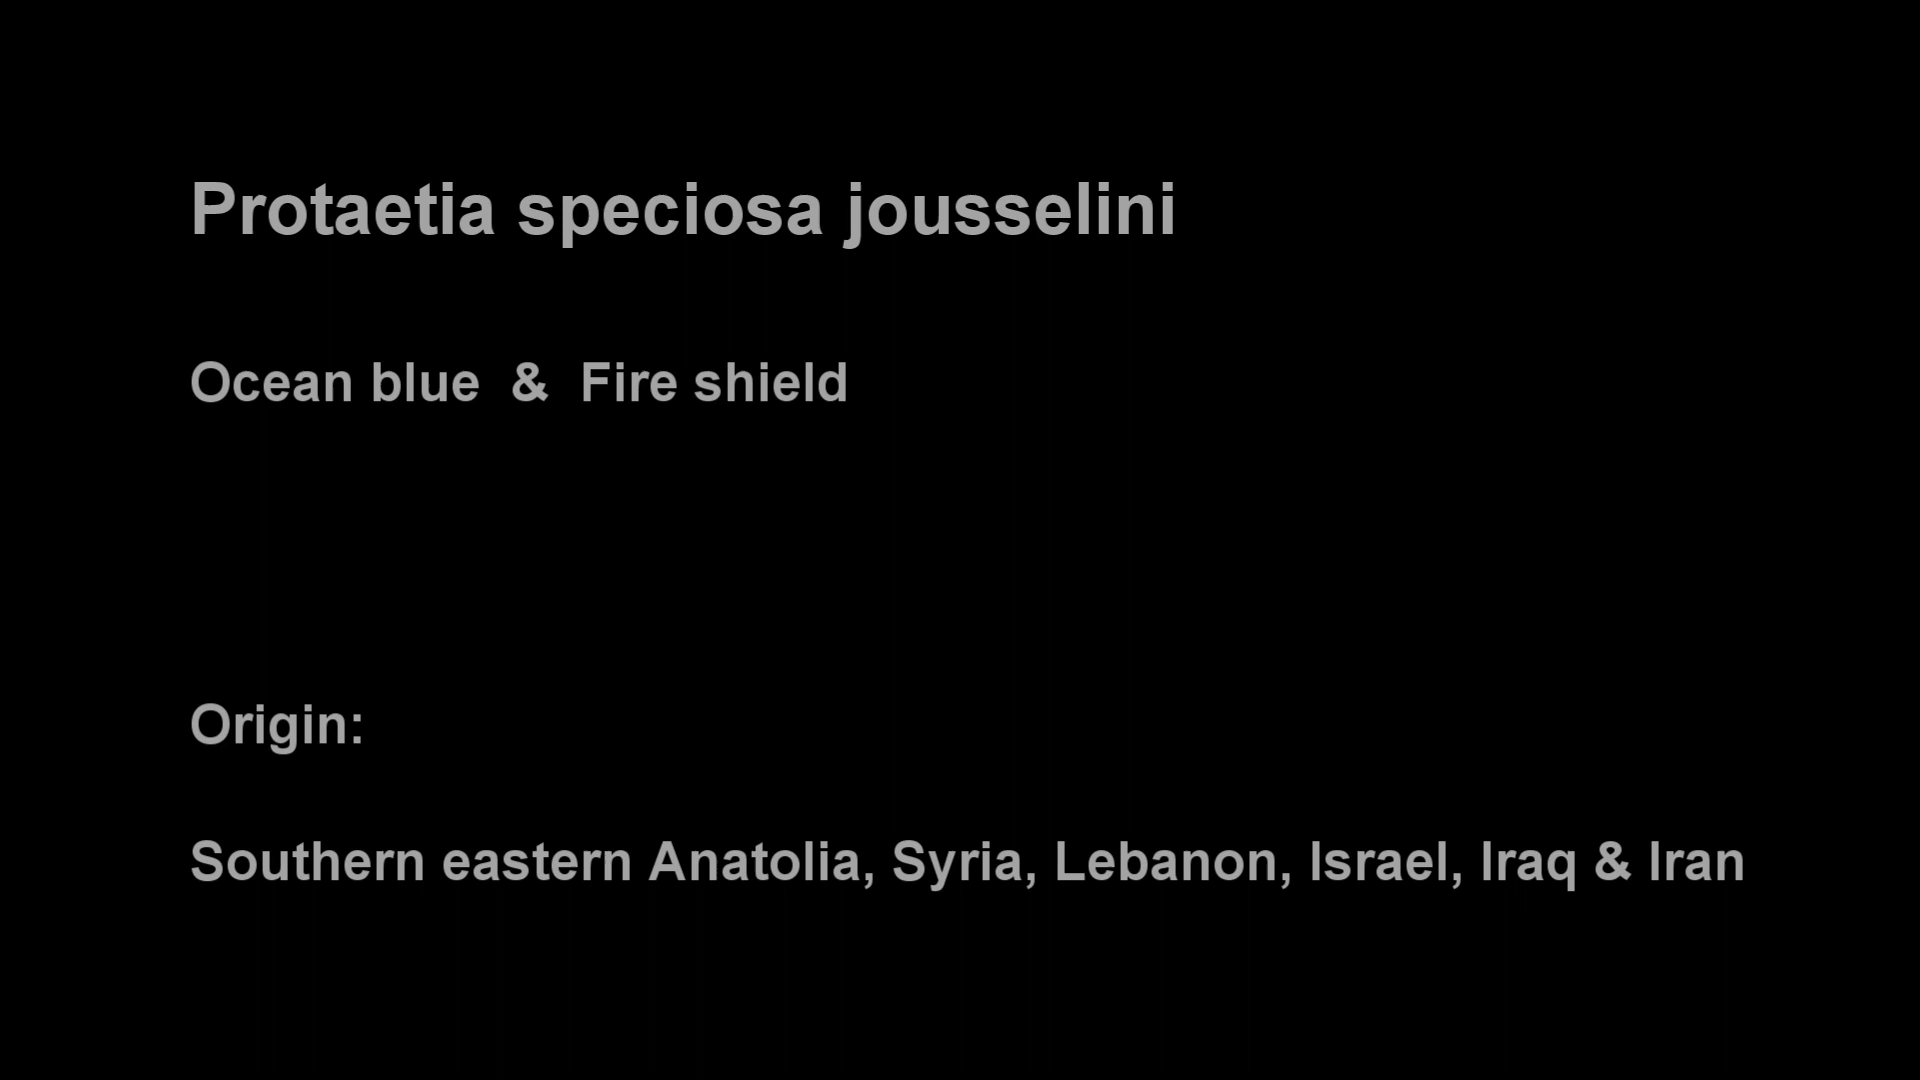 Protaetia speciosa jousselini
Ocean blue & Fire shield
Origin:
Southern eastern Anatolia, Syria, Lebanon, Israel, Iraq & Iran